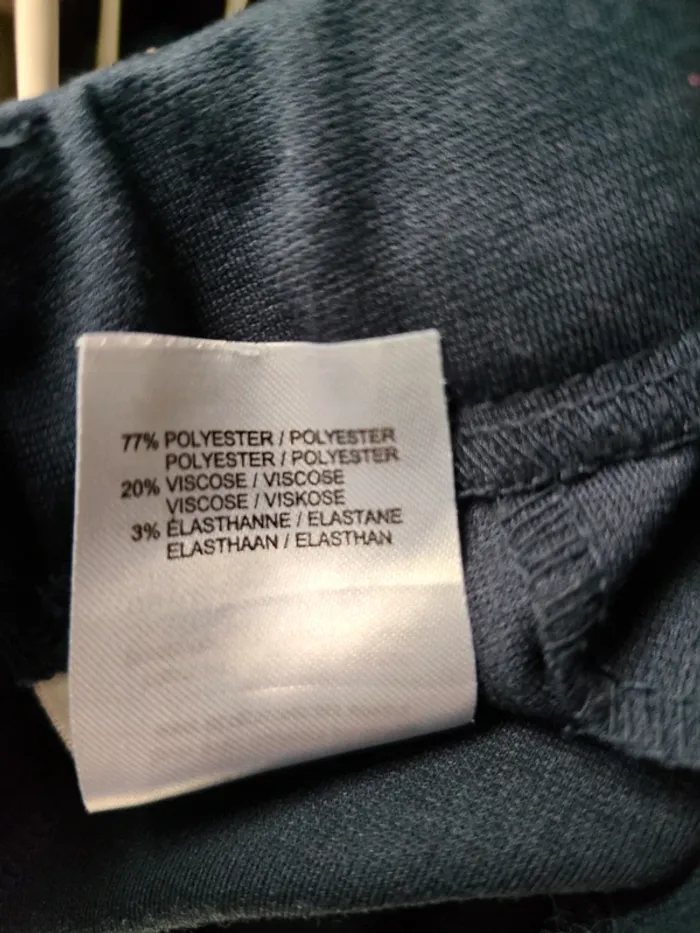 77% POLYESTER / POLYESTER
POLYESTER / POLYESTER
20% VISCOSE / VISCOSE
VISCOSE / VISKOSE
3% ÉLASTHANNE / ELASTANE
ELASTHAAN / ELASTHAN